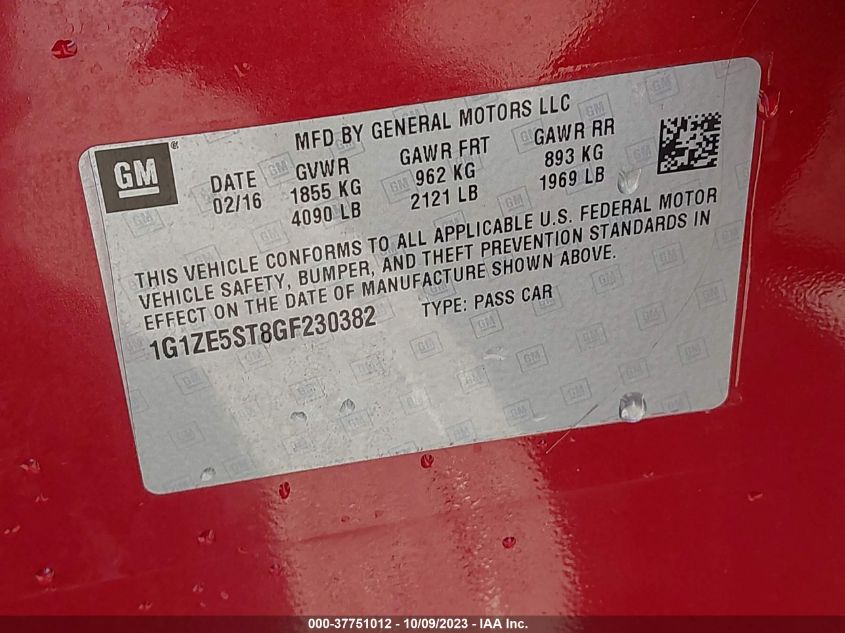 MFD BY GENERAL MOTORS LLC
GM
DATE GVWR GAWR FRT GAWR RR
02/16 1855 KG 962 KG 893 KG
4090 LB 2121 LB 1969 LB
THIS VEHICLE CONFORMS TO ALL APPLICABLE U.S. FEDERAL MOTOR
VEHICLE SAFETY, BUMPER, AND THEFT PREVENTION STANDARDS IN
EFFECT ON THE DATE OF MANUFACTURE SHOWN ABOVE.
1G1ZE5ST8GF230382 TYPE: PASS CAR
000-37751012 - 10/09/2023 - IAA Inc.